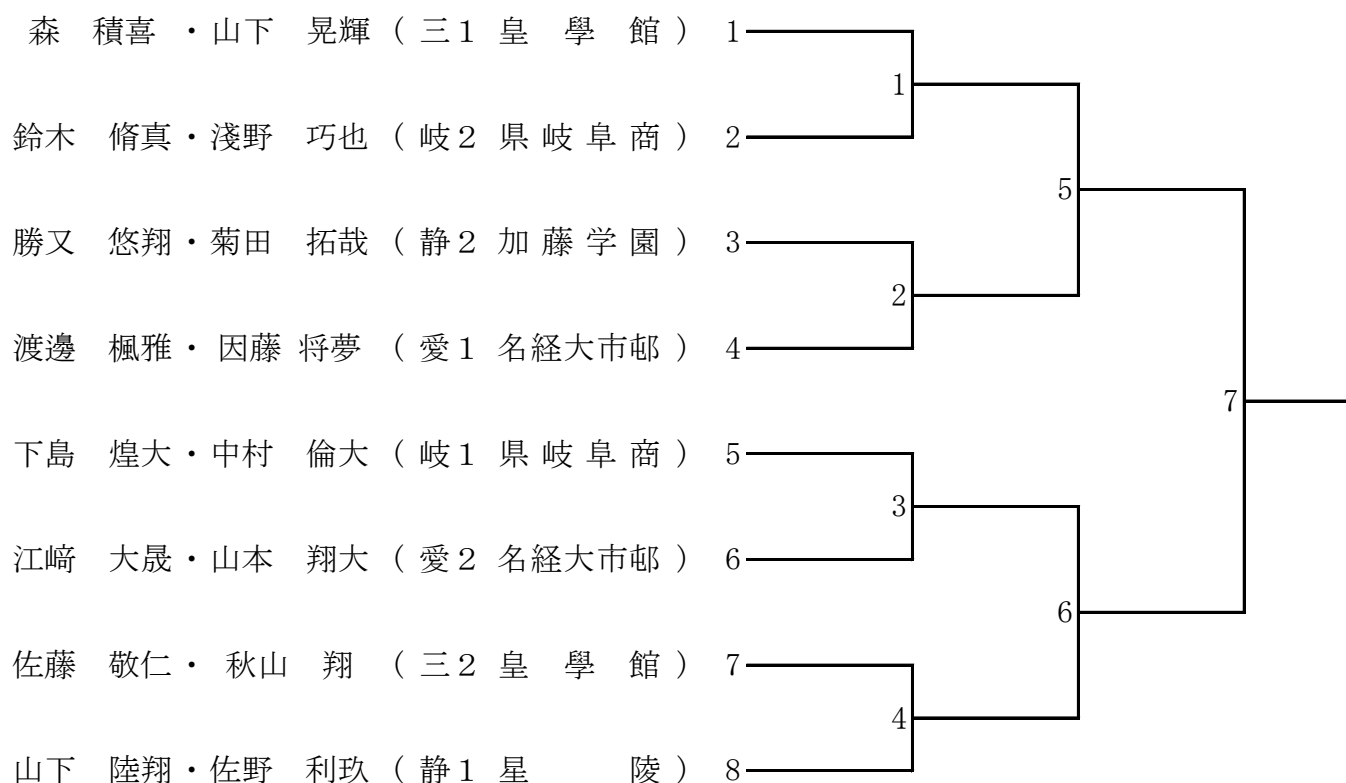 森　積喜・山下　晃輝（三１ 皇　學　館） 1
1
鈴木　脩真・淺野　巧也（岐２ 県岐阜商） 2
5
勝又　悠翔・菊田　拓哉（静２ 加藤学園） 3
2
渡邊　楓雅・因藤 将夢（愛１ 名経大市邨） 4
7
下島　煌大・中村　倫大（岐１ 県岐阜商） 5
3
江﨑　大晟・山本　翔大（愛２ 名経大市邨） 6
6
佐藤　敬仁・秋山　翔（三２ 皇　學　館） 7
4
山下　陸翔・佐野　利玖（静１ 星　　　陵） 8